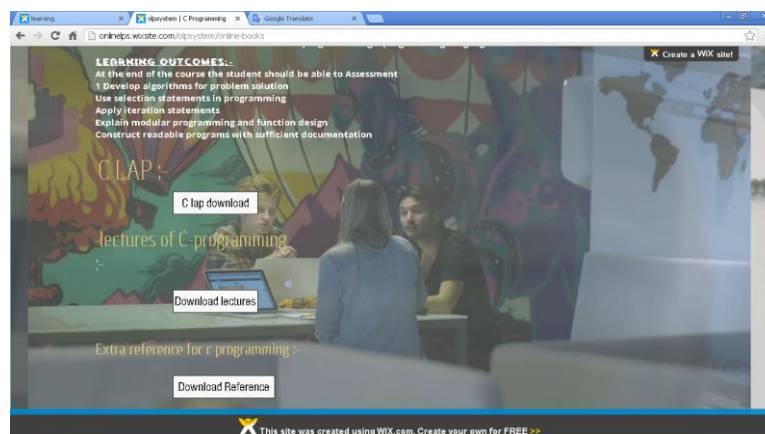 learning
olpsystem | C Programming
Google Translate
onlinelps.wixsite.com/olpsystem/online-books
Create a WiX site!
LEARNING OUTCOMES:-
At the end of the course the student should be able to Assessment
1 Develop algorithms for problem solution
Use selection statements in programming
Apply iteration statements
Explain modular programming and function design
Construct readable programs with sufficient documentation
C LAP :-
C lap download
lectures of C-programming
:-
Download lectures
Extra reference for c programming :-
Download Reference
This site was created using WIX.com. Create your own for FREE >>